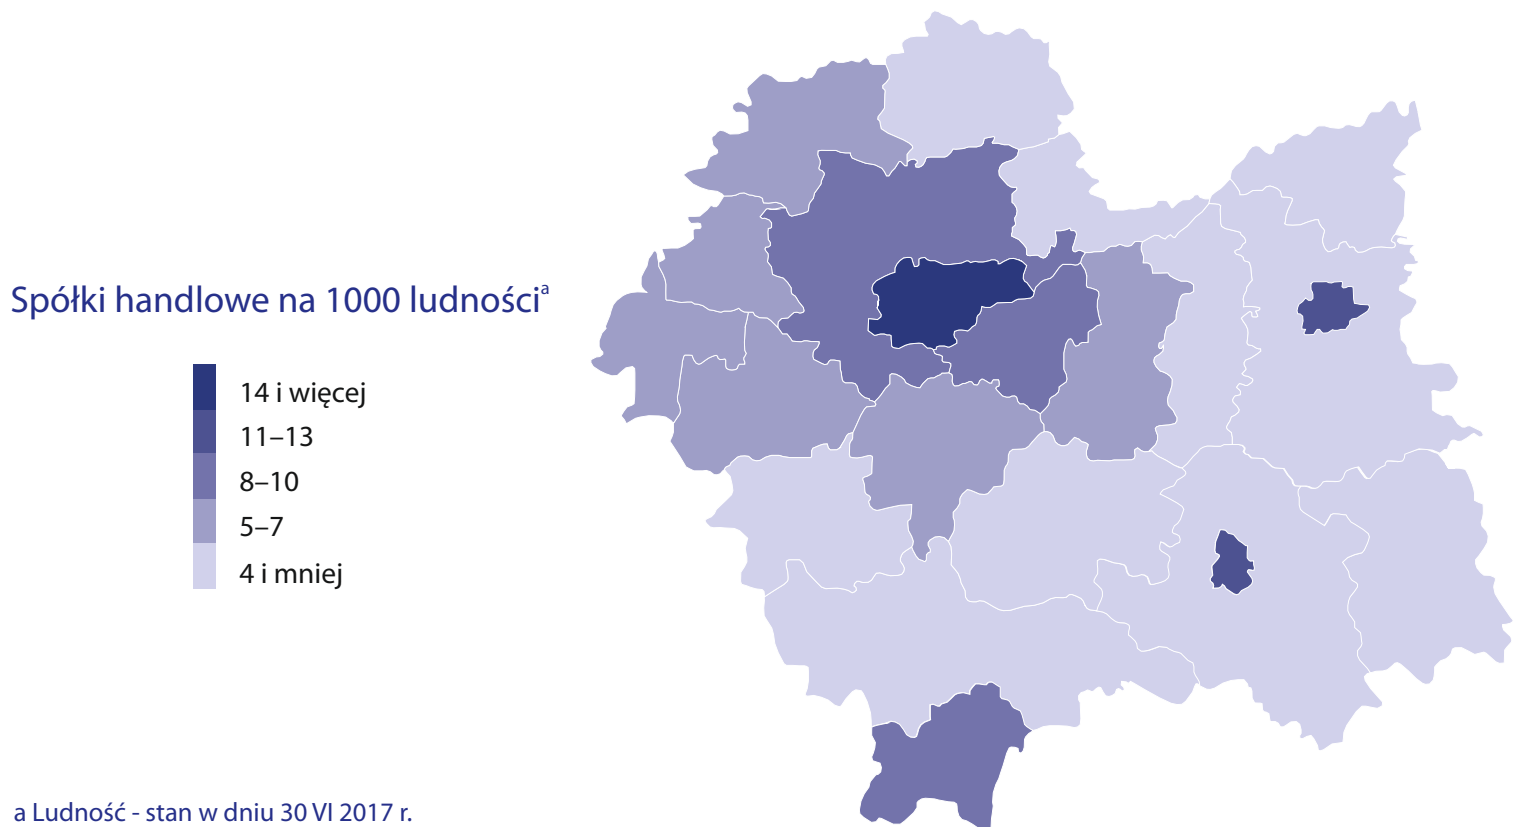 Spółki handlowe na 1000 ludnościª
14 i więcej
11–13
8–10
5–7
4 i mniej
a Ludność - stan w dniu 30 VI 2017 r.